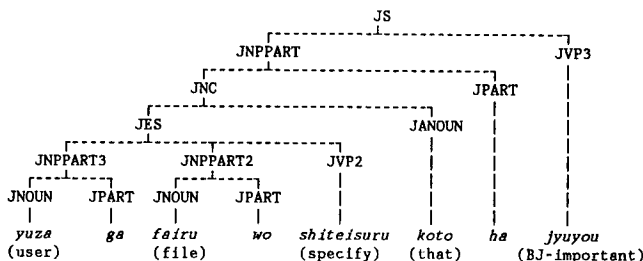 JS
JNPPART JVP3
JNC JPART
JES JANOUN
JNPPART3 JNPPART2 JVP2
JNOUN JPART JNOUN JPART
yuza ga fairu wo shiteisuru koto ha jyuyou
(user) (file) (specify) (that) (BJ-important)